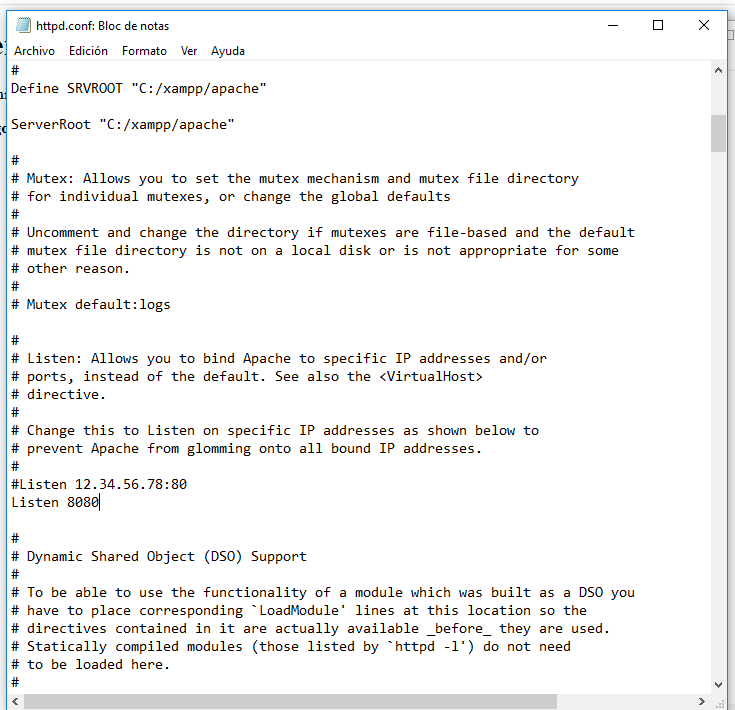 httpd.conf: Bloc de notas
Archivo Edición Formato Ver Ayuda
#
Define SRVROOT "C:/xampp/apache"
ServerRoot "C:/xampp/apache"
#
# Mutex: Allows you to set the mutex mechanism and mutex file directory
# for individual mutexes, or change the global defaults
#
# Uncomment and change the directory if mutexes are file-based and the default
# mutex file directory is not on a local disk or is not appropriate for some
# other reason.
#
# Mutex default:logs
#
# Listen: Allows you to bind Apache to specific IP addresses and/or
# ports, instead of the default. See also the <VirtualHost>
# directive.
#
# Change this to Listen on specific IP addresses as shown below to
# prevent Apache from glomming onto all bound IP addresses.
#
#Listen 12.34.56.78:80
Listen 8080
#
# Dynamic Shared Object (DSO) Support
#
# To be able to use the functionality of a module which was built as a DSO you
# have to place corresponding `LoadModule' lines at this location so the
# directives contained in it are actually available _before_ they are used.
# Statically compiled modules (those listed by `httpd -l') do not need
# to be loaded here.
#